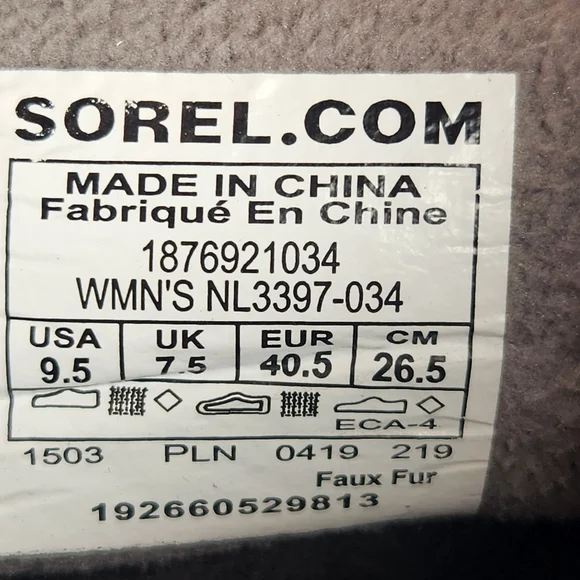 SOREL.COM
MADE IN CHINA
Fabriqué En Chine
1876921034
WMN'S NL3397-034
USA UK EUR CM
9.5 7.5 40.5 26.5
ECA-4
1503 PLN 0419 219
Faux Fur
192660529813